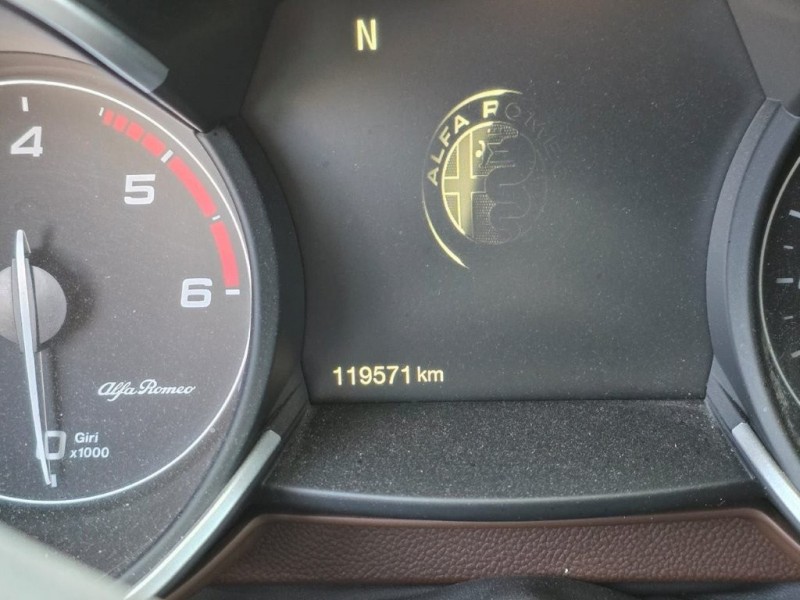 N
ALFA ROMEO
4
5
6
Alfa Romeo
0
Giri
x1000
119571 km